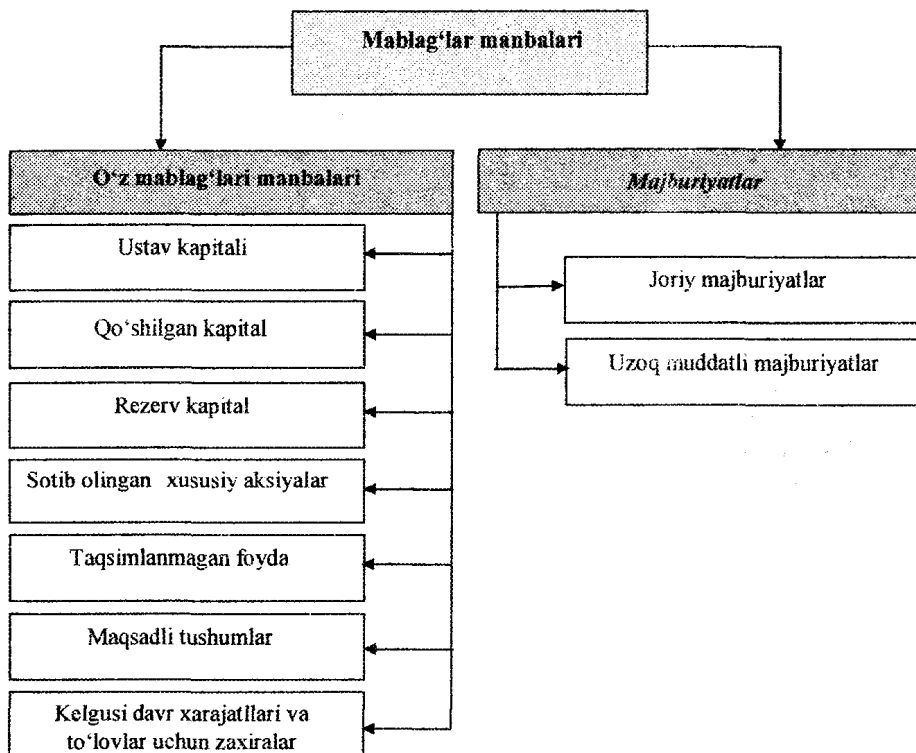 Mablag‘lar manbalari
O‘z mablag‘lari manbalari
Ustav kapitali
Qo‘shilgan kapital
Rezerv kapital
Sotib olingan xususiy aksiyalar
Taqsimlanmagan foyda
Maqsadli tushumlar
Kelgusi davr xarajatllari va
to‘lovlar uchun zaxiralar
Majburiyatlar
Joriy majburiyatlar
Uzoq muddatli majburiyatlar